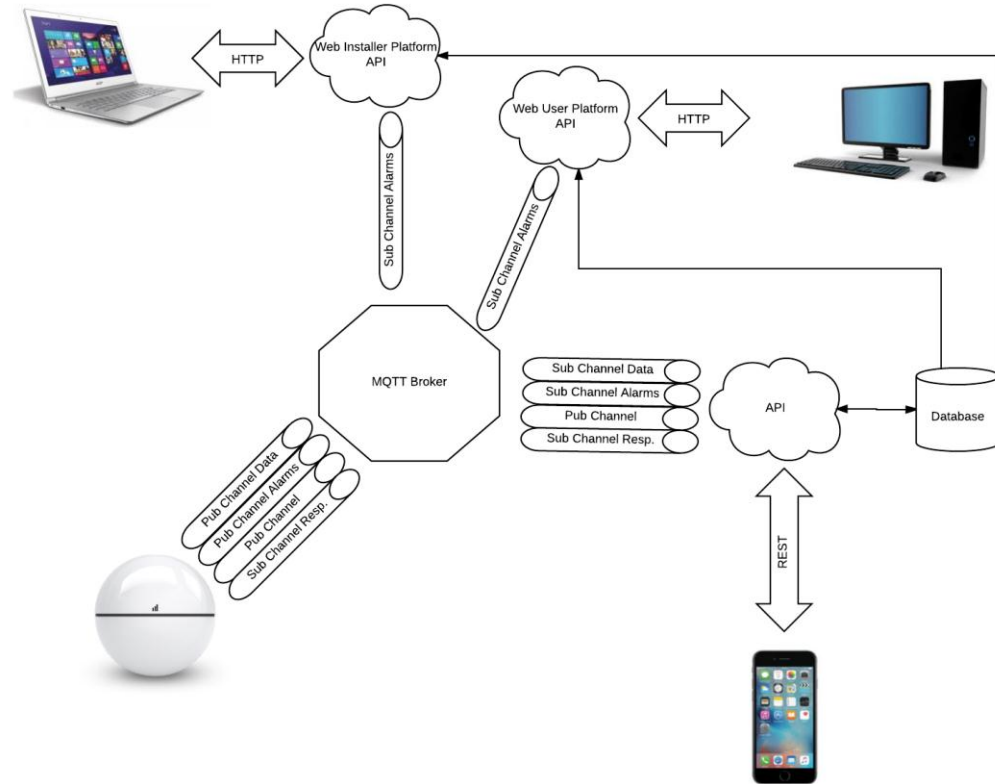 Web Installer Platform
API
HTTP
Web User Platform
API
HTTP
Sub Channel Alarms
Sub Channel Alarms
MQTT Broker
Sub Channel Data
Sub Channel Alarms
Pub Channel
Sub Channel Resp.
API
Database
Pub Channel Data
Pub Channel Alarms
Pub Channel
Sub Channel Resp.
REST